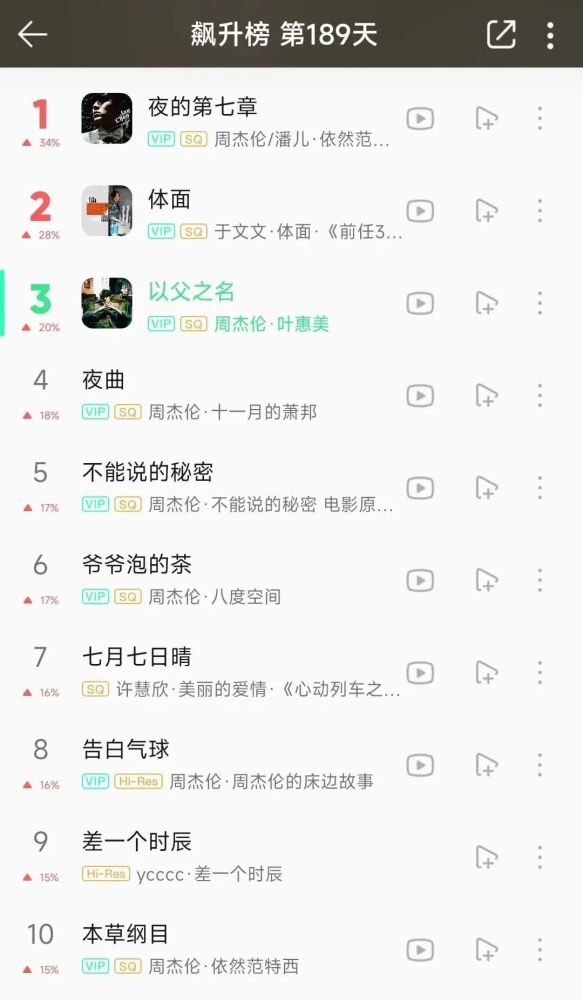 飙升榜 第189天
1
夜的第七章
34%
VIP SQ 周杰伦/潘儿·依然范...
2
体面
28%
VIP SQ 于文文·体面·《前任3...
3
以父之名
20%
VIP SQ 周杰伦·叶惠美
4
夜曲
18%
VIP SQ 周杰伦·十一月的萧邦
5
不能说的秘密
17%
VIP SQ 周杰伦·不能说的秘密 电影原...
6
爷爷泡的茶
17%
VIP SQ 周杰伦·八度空间
7
七月七日晴
16%
SQ 许慧欣·美丽的爱情·《心动列车之...
8
告白气球
16%
VIP Hi-Res 周杰伦·周杰伦的床边故事
9
差一个时辰
15%
Hi-Res ycccc·差一个时辰
10
本草纲目
15%
VIP SQ 周杰伦·依然范特西